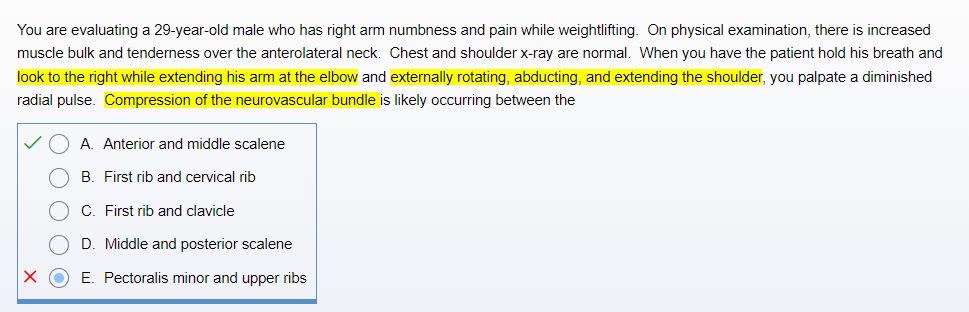 You are evaluating a 29-year-old male who has right arm numbness and pain while weightlifting. On physical examination, there is increased
muscle bulk and tenderness over the anterolateral neck. Chest and shoulder x-ray are normal. When you have the patient hold his breath and
look to the right while extending his arm at the elbow and externally rotating, abducting, and extending the shoulder, you palpate a diminished
radial pulse. Compression of the neurovascular bundle is likely occurring between the
A. Anterior and middle scalene
B. First rib and cervical rib
C. First rib and clavicle
D. Middle and posterior scalene
E. Pectoralis minor and upper ribs